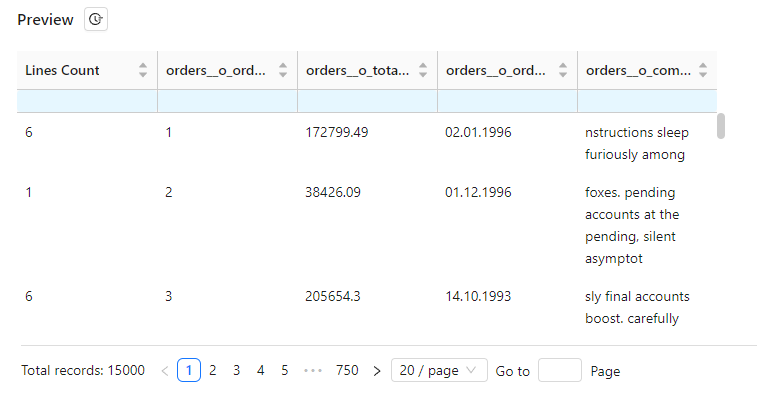 Preview
Lines Count orders__o_ord... orders__o_tota... orders__o_ord... orders__o_com...
6 1 172799.49 02.01.1996 nstructions sleep
furiously among
1 2 38426.09 01.12.1996 foxes. pending
accounts at the
pending, silent
asymptot
6 3 205654.3 14.10.1993 sly final accounts
boost. carefully
Total records: 15000 < 1 2 3 4 5 ••• 750 > 20 / page Go to Page